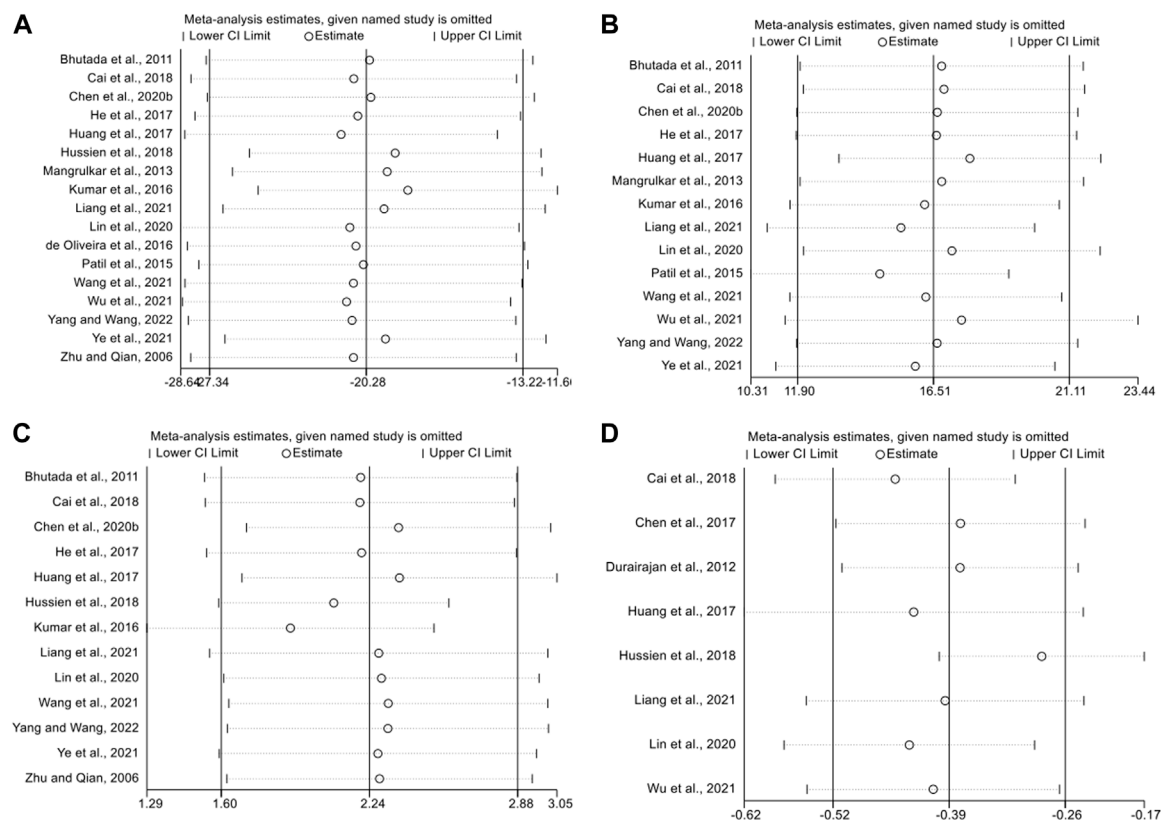 A
Meta-analysis estimates, given named study is omitted
Lower CI Limit Estimate Upper CI Limit
Bhutada et al., 2011
Cai et al., 2018
Chen et al., 2020b
He et al., 2017
Huang et al., 2017
Hussien et al., 2018
Mangrulkar et al., 2013
Kumar et al., 2016
Liang et al., 2021
Lin et al., 2020
de Oliveira et al., 2016
Patil et al., 2015
Wang et al., 2021
Wu et al., 2021
Yang and Wang, 2022
Ye et al., 2021
Zhu and Qian, 2006
-28.64 -27.34 -20.28 -13.22 -11.6
B
Meta-analysis estimates, given named study is omitted
Lower CI Limit Estimate Upper CI Limit
Bhutada et al., 2011
Cai et al., 2018
Chen et al., 2020b
He et al., 2017
Huang et al., 2017
Mangrulkar et al., 2013
Kumar et al., 2016
Liang et al., 2021
Lin et al., 2020
Patil et al., 2015
Wang et al., 2021
Wu et al., 2021
Yang and Wang, 2022
Ye et al., 2021
10.31 11.90 16.51 21.11 23.44
C
Meta-analysis estimates, given named study is omitted
Lower CI Limit Estimate Upper CI Limit
Bhutada et al., 2011
Cai et al., 2018
Chen et al., 2020b
He et al., 2017
Huang et al., 2017
Hussien et al., 2018
Kumar et al., 2016
Liang et al., 2021
Lin et al., 2020
Wang et al., 2021
Yang and Wang, 2022
Ye et al., 2021
Zhu and Qian, 2006
1.29 1.60 2.24 2.88 3.05
D
Meta-analysis estimates, given named study is omitted
Lower CI Limit Estimate Upper CI Limit
Cai et al., 2018
Chen et al., 2017
Durairajan et al., 2012
Huang et al., 2017
Hussien et al., 2018
Liang et al., 2021
Lin et al., 2020
Wu et al., 2021
-0.62 -0.52 -0.39 -0.26 -0.17